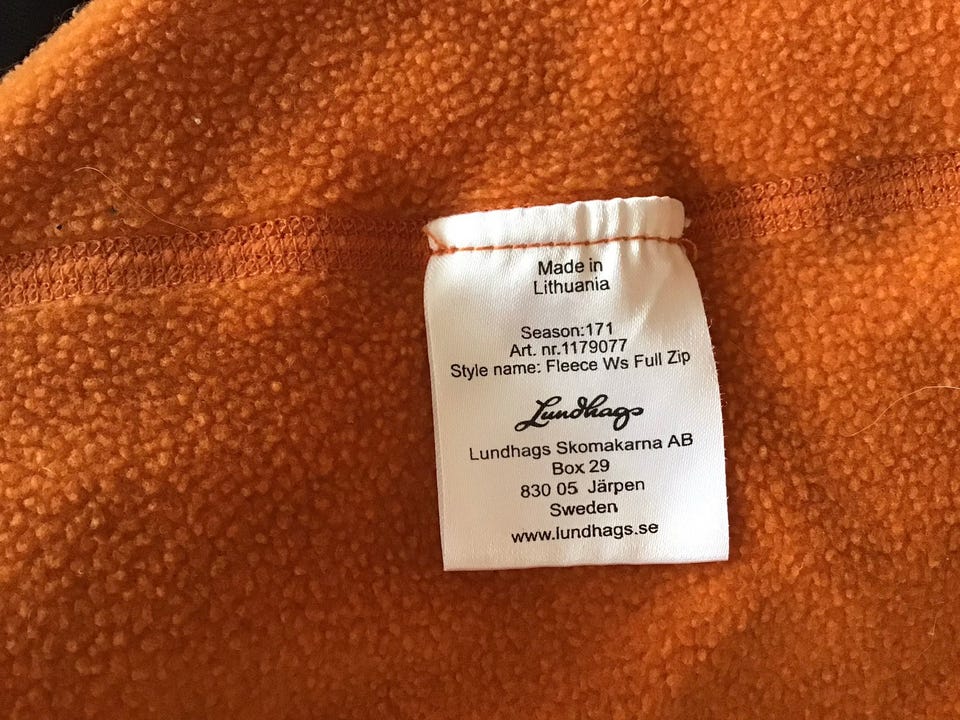 Made in
Lithuania
Season:171
Art. nr.1179077
Style name: Fleece Ws Full Zip
Lundhags
Lundhags Skomakarna AB
Box 29
830 05 Järpen
Sweden
www.lundhags.se